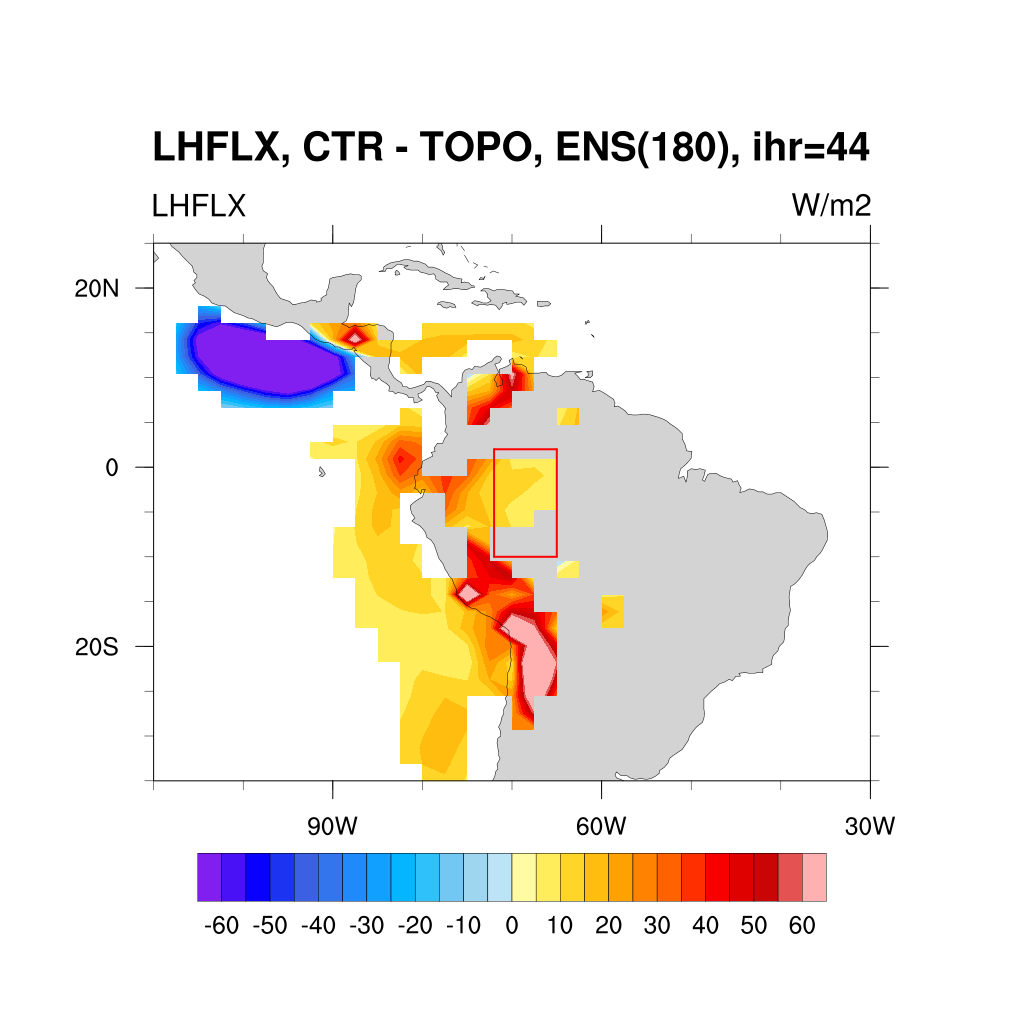 LHFLX, CTR - TOPO, ENS(180), ihr=44
LHFLX W/m2
20N
0
20S
90W 60W 30W
-60 -50 -40 -30 -20 -10 0 10 20 30 40 50 60